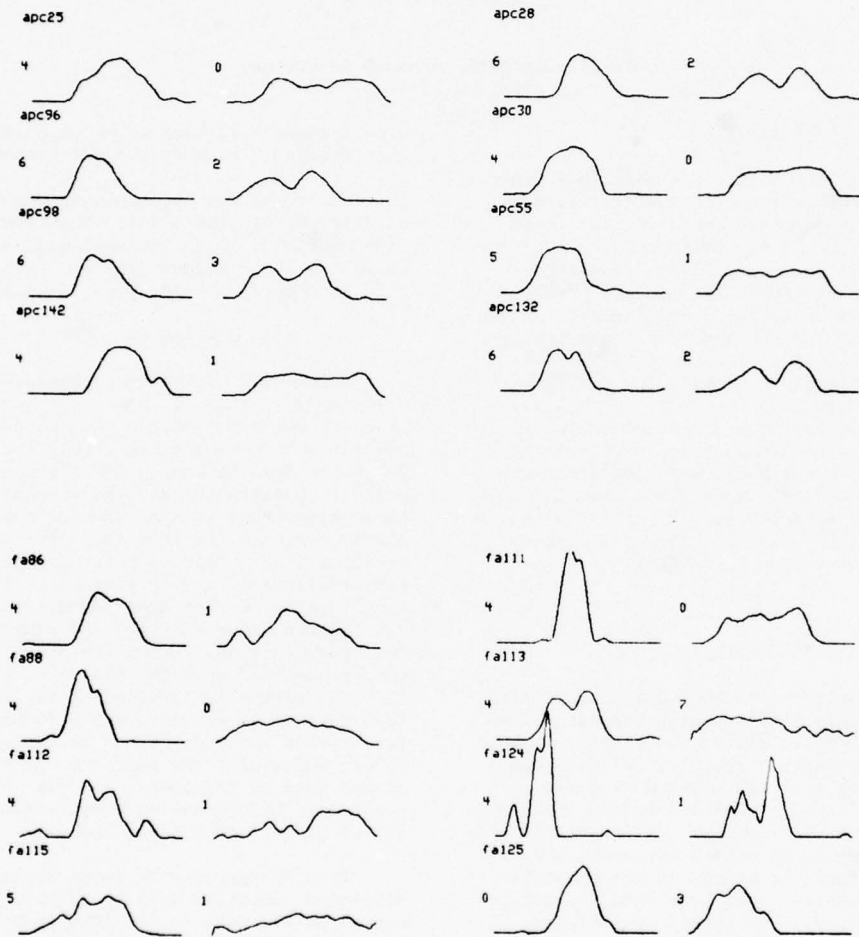 apc25
4 0
apc96
6 2
apc98
6 3
apc142
4 1
apc28
6 2
apc30
4 0
apc55
5 1
apc132
6 2
fa86
4 1
fa88
4 0
fa112
4 1
fa115
5 1
fa111
4 0
fa113
4 7
fa124
4 1
fa125
0 3